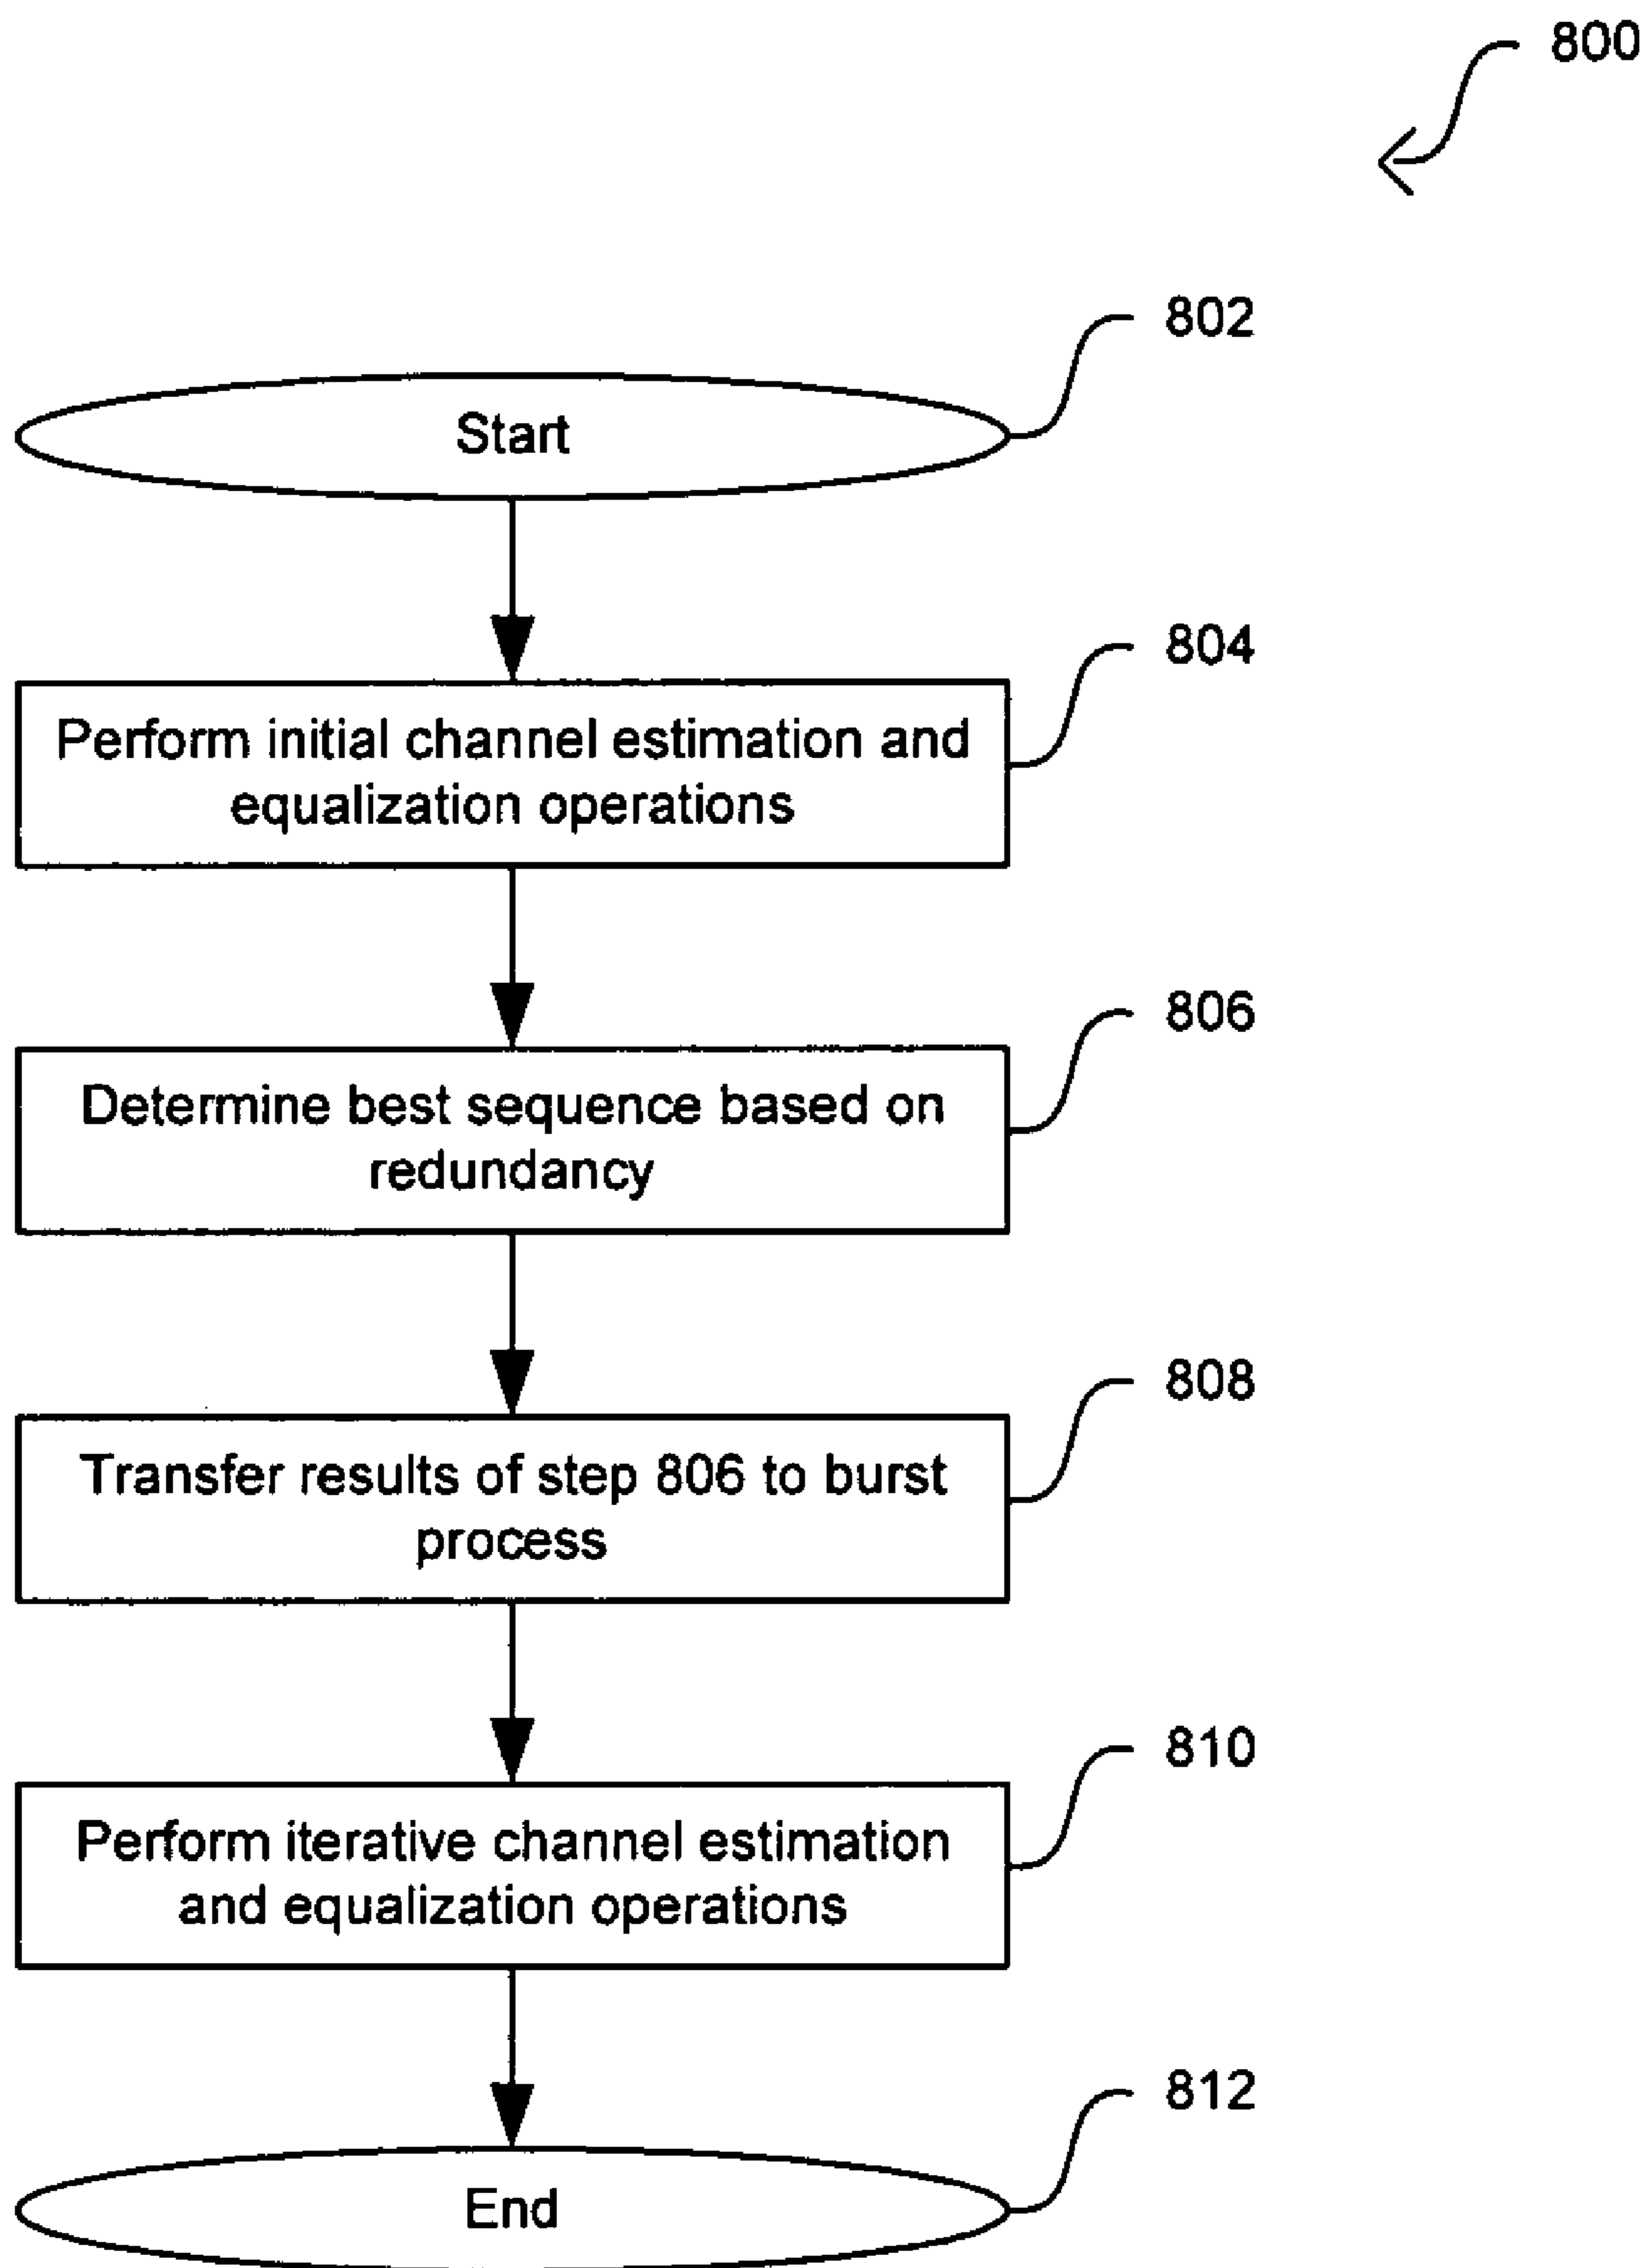 800
802
Start
804
Perform initial channel estimation and
equalization operations
806
Determine best sequence based on
redundancy
808
Transfer results of step 806 to burst
process
810
Perform iterative channel estimation
and equalization operations
812
End